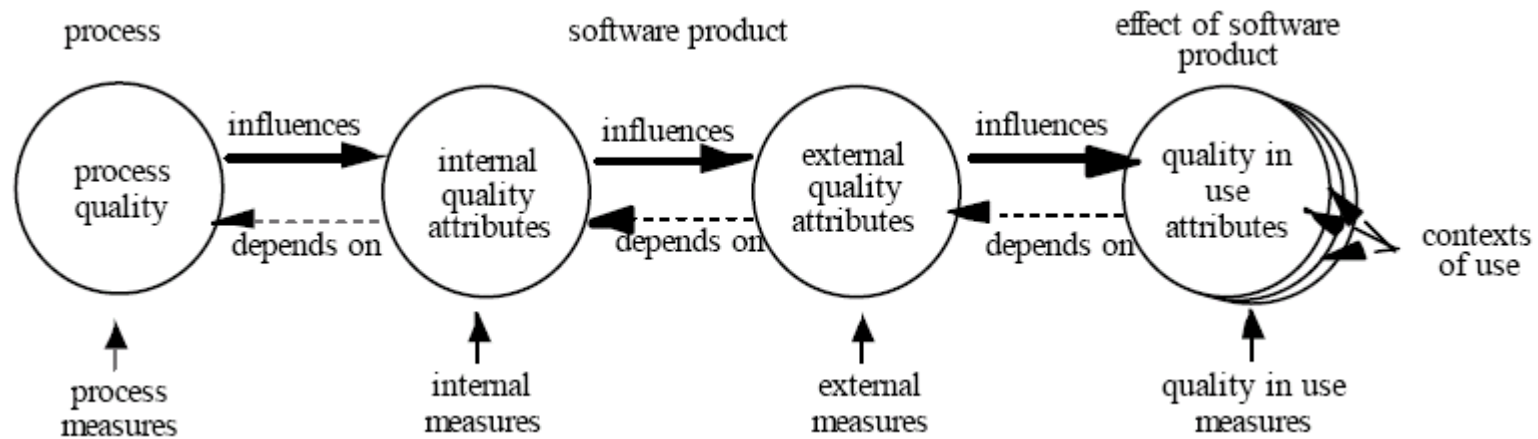 process
software product
effect of software
product
influences
influences
influences
process
quality
internal
quality
attributes
external
quality
attributes
quality in
use
attributes
depends on
depends on
depends on
contexts
of use
process
measures
internal
measures
external
measures
quality in use
measures